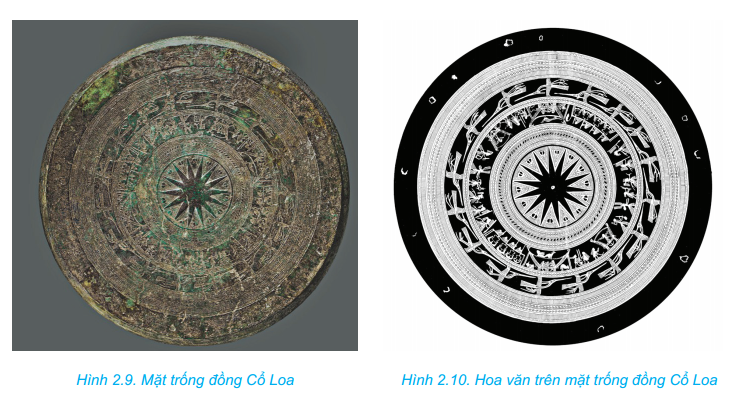 Hình 2.9. Mặt trống đồng Cổ Loa
Hình 2.10. Hoa văn trên mặt trống đồng Cổ Loa